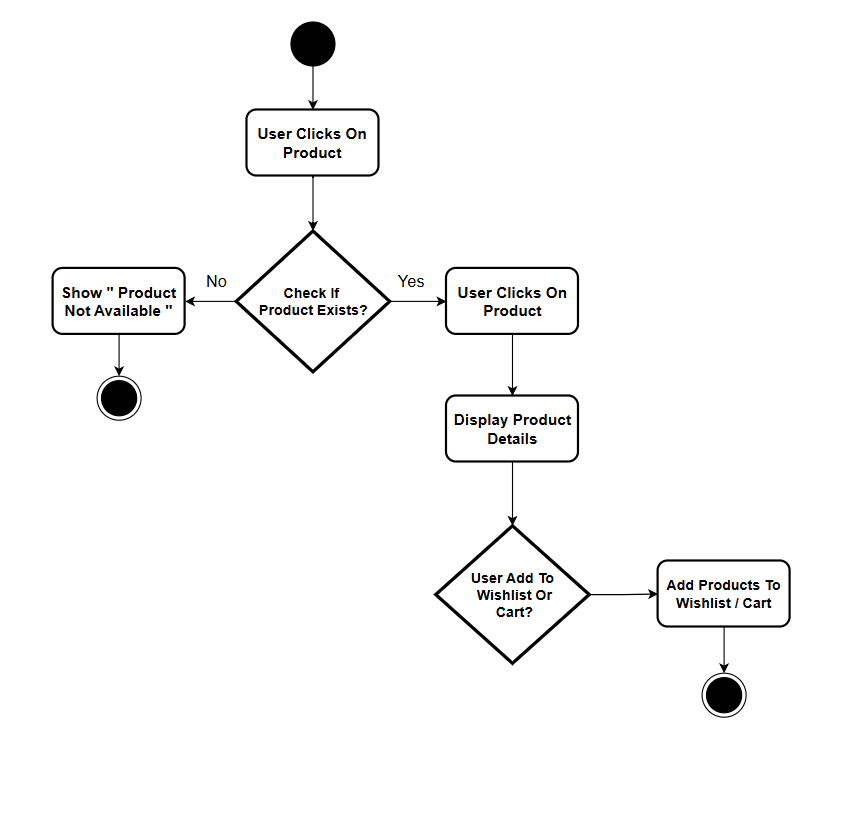 User Clicks On
Product
Check If
Product Exists?
No
Yes
Show " Product
Not Available "
User Clicks On
Product
Display Product
Details
User Add To
Wishlist Or
Cart?
Add Products To
Wishlist / Cart